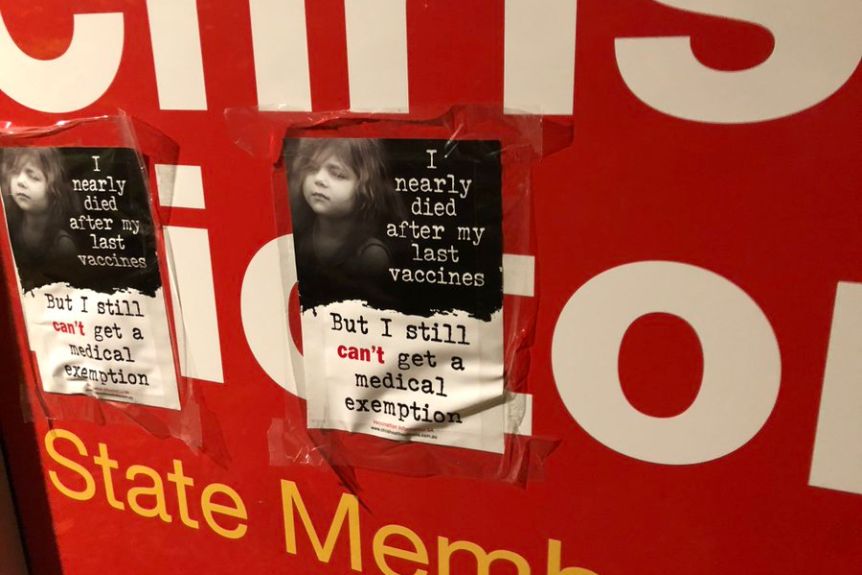 I
nearly
died
after my
last
vaccines
But I still
can't get a
medical
exemption
I
nearly
died
after my
last
vaccines
But I still
can't get a
medical
exemption
State Memb